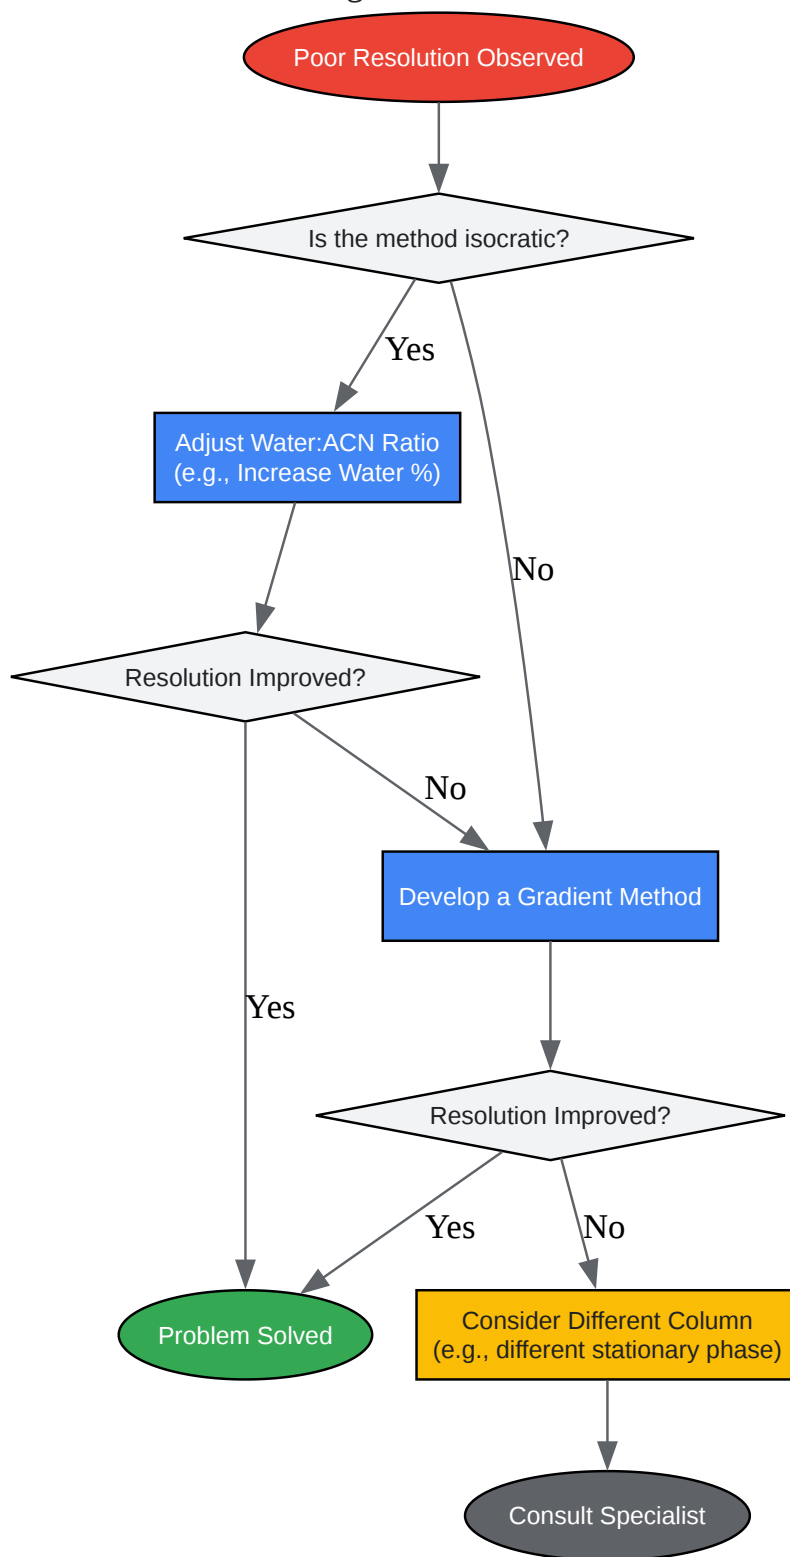 Poor Resolution Observed
Is the method isocratic?
Yes
Adjust Water:ACN Ratio
(e.g., Increase Water %)
No
Resolution Improved?
No
Develop a Gradient Method
Yes
Resolution Improved?
Yes
No
Problem Solved
Consider Different Column
(e.g., different stationary phase)
Consult Specialist